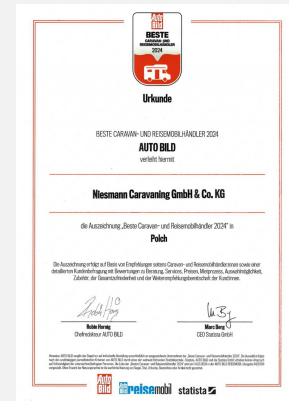 Auto
Bild
BESTE
CARAVAN- UND
REISEMOBILHÄNDLER
2024
Urkunde
BESTE CARAVAN- UND REISEMOBILHÄNDLER 2024
AUTO BILD
verleiht hiermit
Niesmann Caravaning GmbH & Co. KG
die Auszeichnung „Beste Caravan- und Reisemobilhändler 2024" in
Polch
Die Auszeichnung erfolgt auf Basis von Empfehlungen seitens Caravan- und Reisemobilhändler:innen sowie einer
detaillierten Kundenbefragung mit Bewertungen zu Beratung, Services, Preisen, Mietprozess, Auswahlmöglichkeit,
Zubehör, der Gesamtzufriedenheit und der Weiterempfehlungsbereitschaft der Kund:innen.
Robin Hornig
Marc Berg
Chefredakteur AUTO BILD
CEO Statista GmbH
Auto
Bild
reisemobil
statista